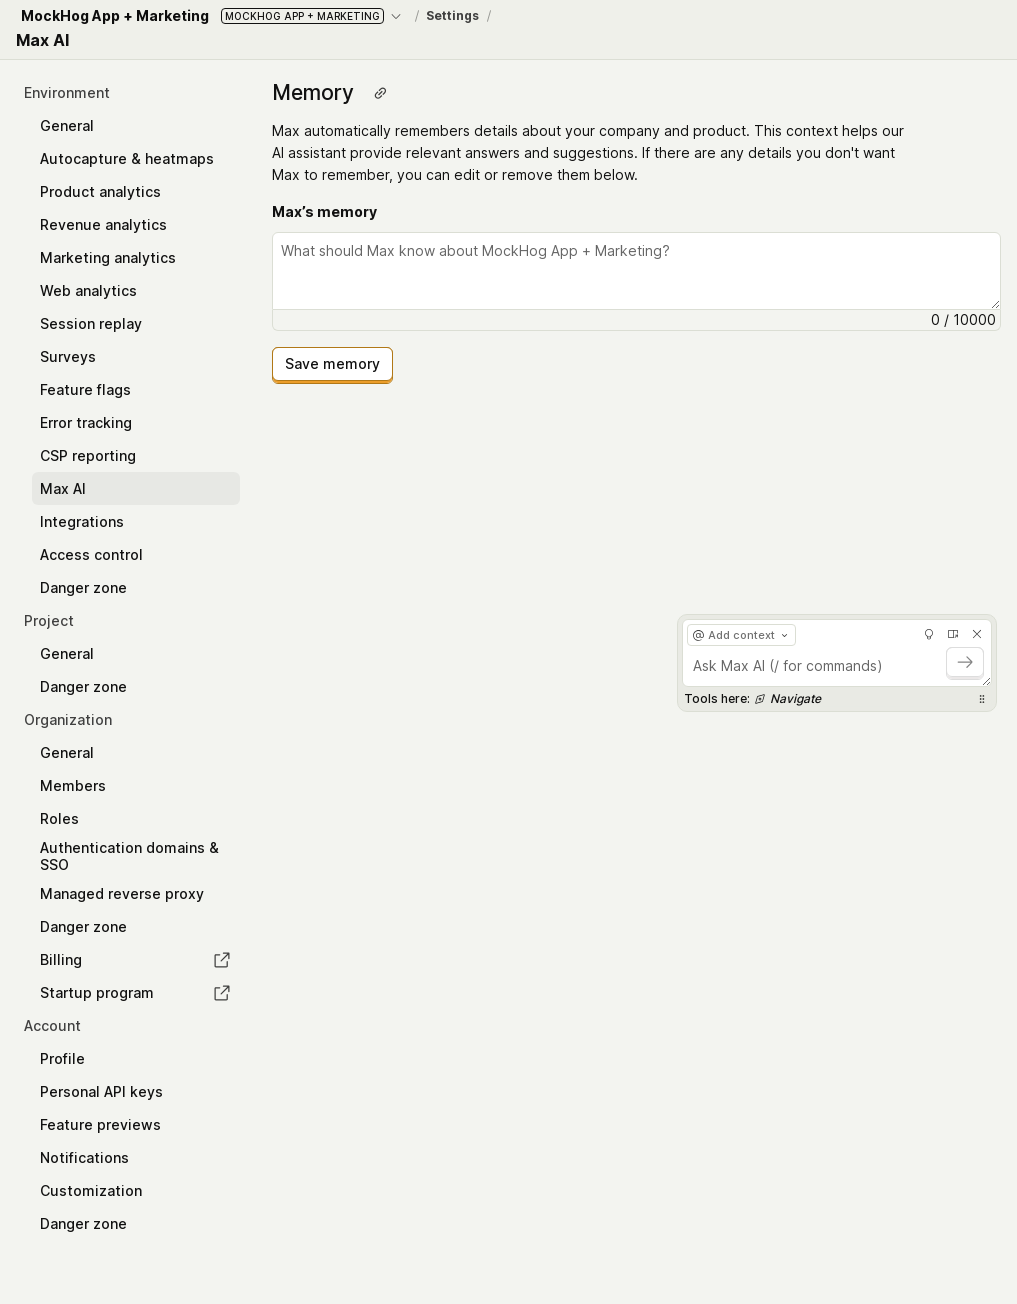 MockHog App + Marketing MOCKHOG APP + MARKETING / Settings /
Max AI
Environment
General
Autocapture & heatmaps
Product analytics
Revenue analytics
Marketing analytics
Web analytics
Session replay
Surveys
Feature flags
Error tracking
CSP reporting
Max AI
Integrations
Access control
Danger zone
Project
General
Danger zone
Organization
General
Members
Roles
Authentication domains &
SSO
Managed reverse proxy
Danger zone
Billing
Startup program
Account
Profile
Personal API keys
Feature previews
Notifications
Customization
Danger zone
Memory
Max automatically remembers details about your company and product. This context helps our
AI assistant provide relevant answers and suggestions. If there are any details you don't want
Max to remember, you can edit or remove them below.
Max’s memory
What should Max know about MockHog App + Marketing?
0 / 10000
Save memory
@ Add context
Ask Max AI (/ for commands)
Tools here: Navigate